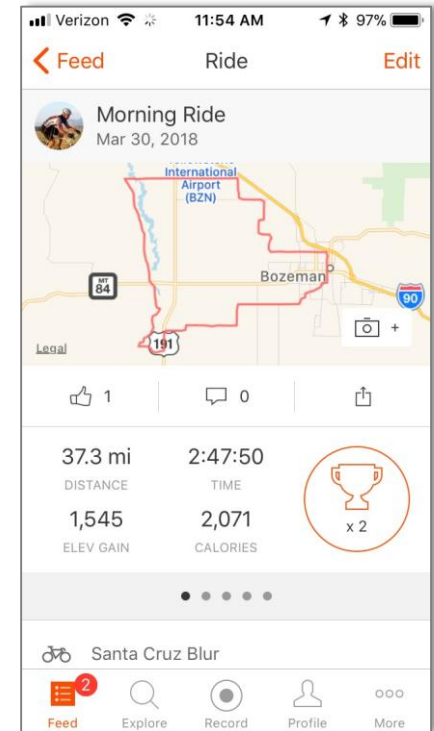 Verizon 11:54 AM 97%
Feed Ride Edit
Morning Ride
Mar 30, 2018
International
Airport
(BZN)
MT
84
Bozeman
90
191
Legal
+
1 0
37.3 mi 2:47:50
DISTANCE TIME
x 2
1,545 2,071
ELEV GAIN CALORIES
Santa Cruz Blur
2
Feed Explore Record Profile More